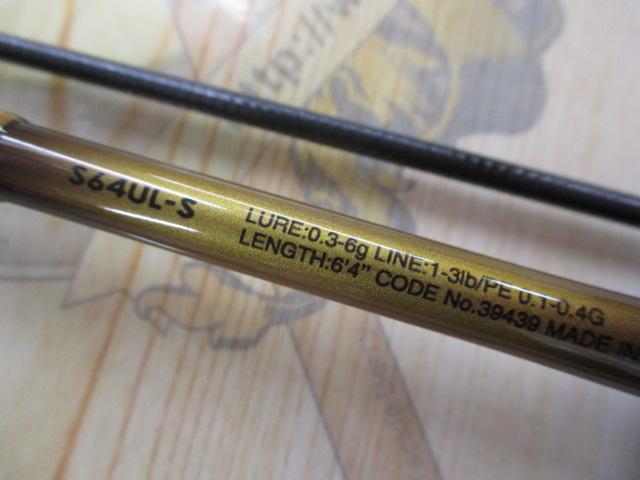 http://w
S64UL-S
LURE:0.3-6g LINE:1-3lb/PE 0.1-0.4G
LENGTH:6'4" CODE No.39439 MADE IN